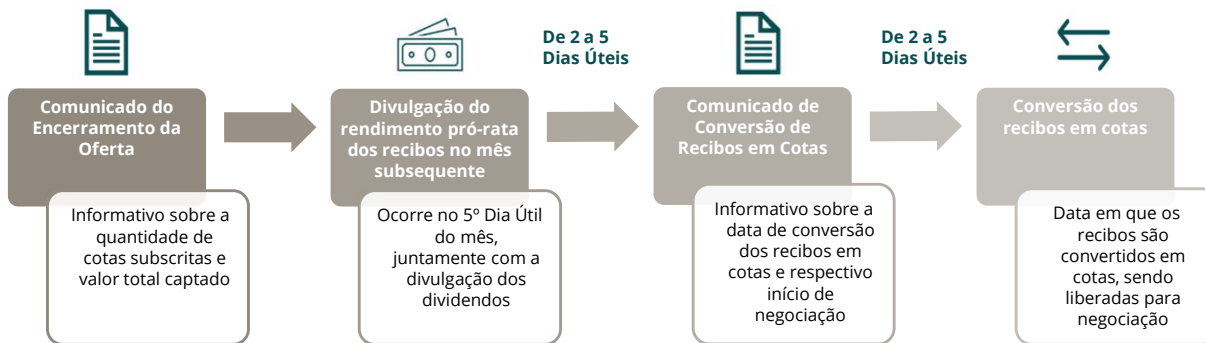 Comunicado do
Encerramento da
Oferta
Informativo sobre a
quantidade de
cotas subscritas e
valor total captado
Divulgação do
rendimento pró-rata
dos recibos no mês
subsequente
Ocorre no 5º Dia Útil
do mês,
juntamente com a
divulgação dos
dividendos
De 2 a 5
Dias Úteis
Comunicado de
Conversão de
Recibos em Cotas
Informativo sobre a
data de conversão
dos recibos em
cotas e respectivo
início de
negociação
De 2 a 5
Dias Úteis
Conversão dos
recibos em cotas
Data em que os
recibos são
convertidos em
cotas, sendo
liberadas para
negociação